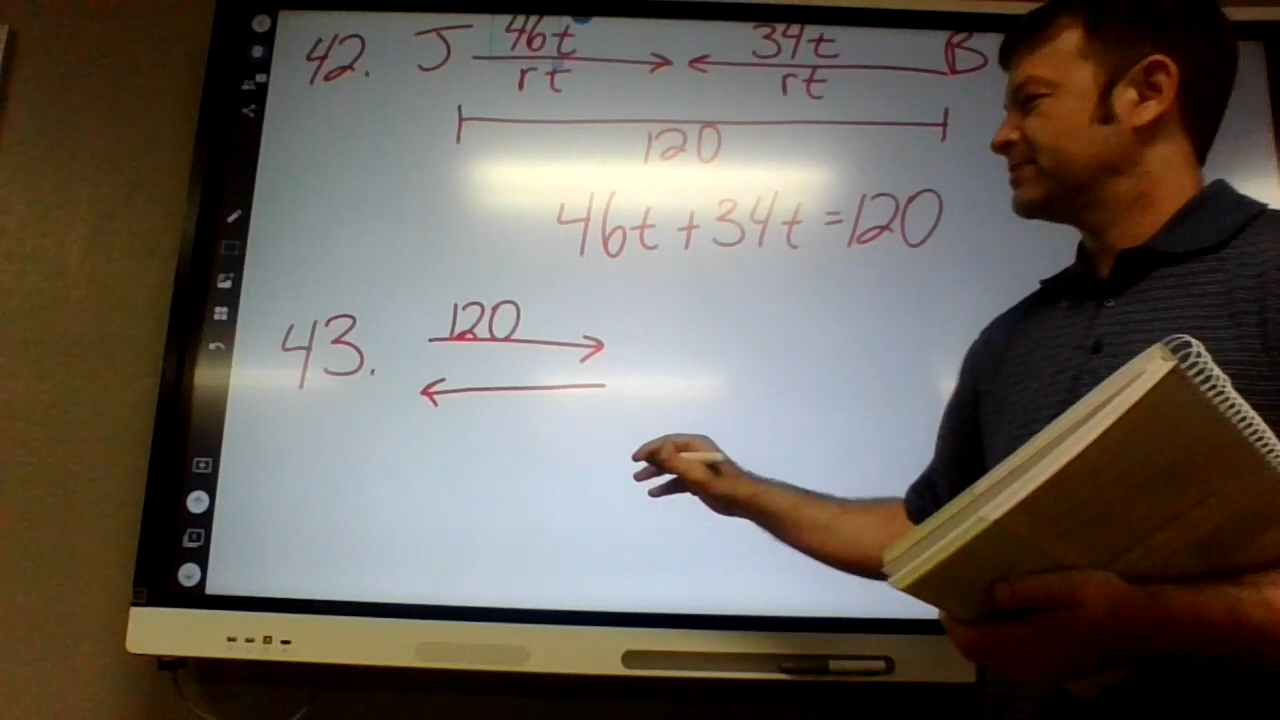 42. J 46t 34t B
rt rt
120
46t + 34t = 120
43. 120